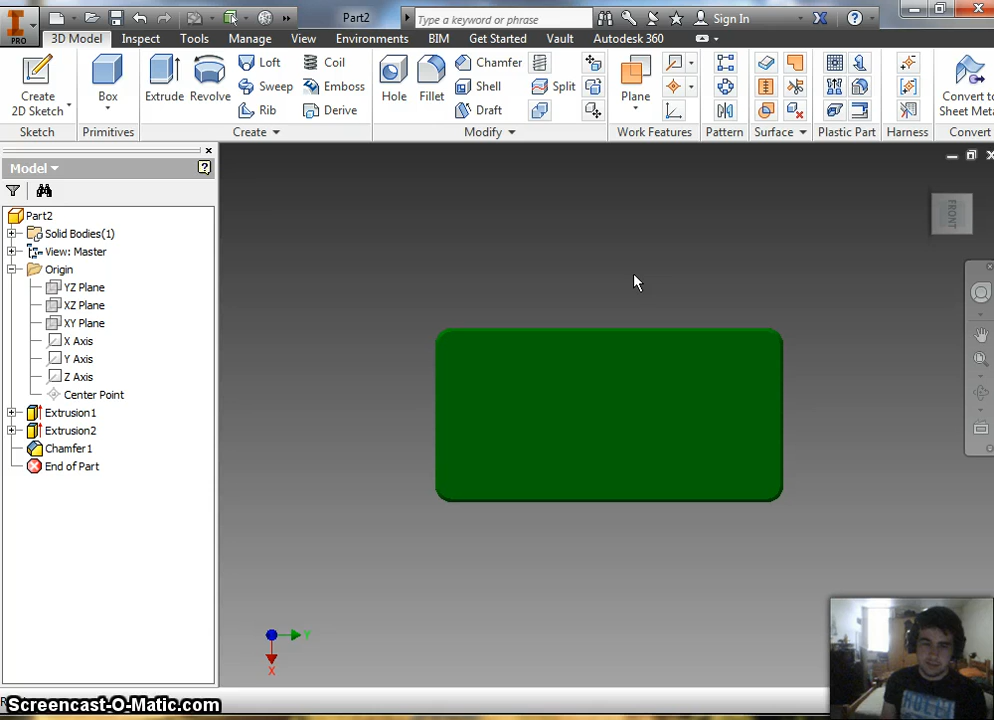 PRO
Part2
Type a keyword or phrase
Sign In
3D Model Inspect Tools Manage View Environments BIM Get Started Vault Autodesk 360
Create
2D Sketch
Box
Extrude
Revolve
Loft
Sweep
Rib
Coil
Emboss
Derive
Hole
Fillet
Chamfer
Shell
Draft
Split
Plane
Convert to
Sheet Meta
Sketch Primitives Create Modify Work Features Pattern Surface Plastic Part Harness Convert
Model
Part2
Solid Bodies(1)
View: Master
Origin
YZ Plane
XZ Plane
XY Plane
X Axis
Y Axis
Z Axis
Center Point
Extrusion1
Extrusion2
Chamfer1
End of Part
FRONT
Y
X
Screencast-O-Matic.com